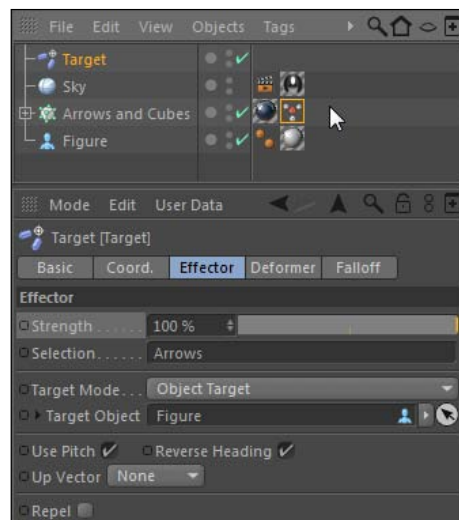 File Edit View Objects Tags
Target
Sky
Arrows and Cubes
Figure
Mode Edit User Data
Target [Target]
Basic Coord. Effector Deformer Falloff
Effector
Strength...... 100 %
Selection...... Arrows
Target Mode... Object Target
Target Object Figure
Use Pitch Reverse Heading
Up Vector None
Repel